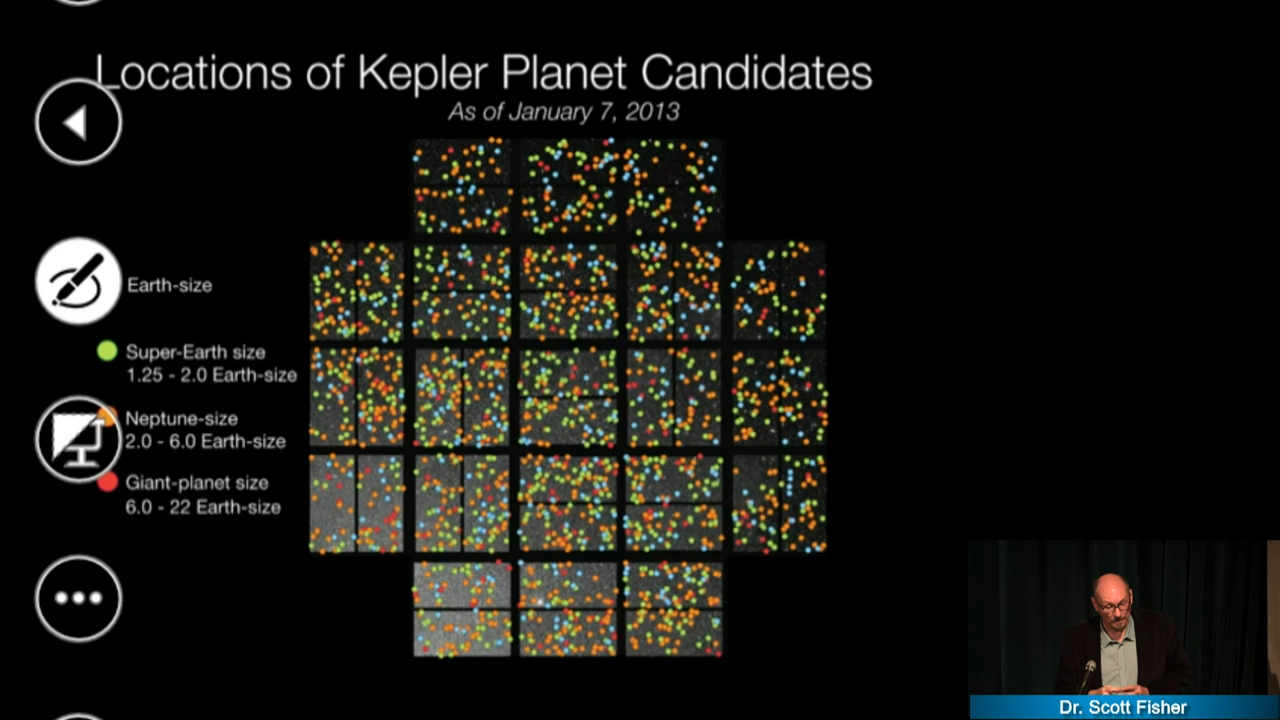 Locations of Kepler Planet Candidates
As of January 7, 2013
Earth-size
Super-Earth size
1.25 - 2.0 Earth-size
Neptune-size
2.0 - 6.0 Earth-size
Giant-planet size
6.0 - 22 Earth-size
Dr. Scott Fisher